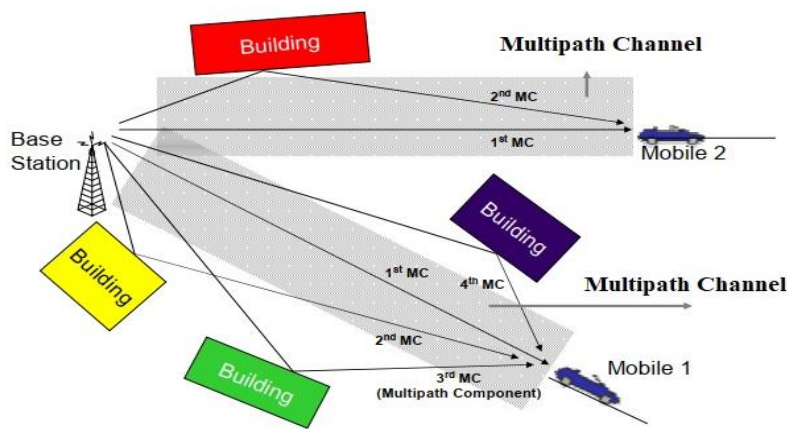 Building
Multipath Channel
2nd MC
1st MC
Base
Station
Mobile 2
Building
Building
1st MC
4th MC
Multipath Channel
2nd MC
Building
3rd MC
(Multipath Component)
Mobile 1